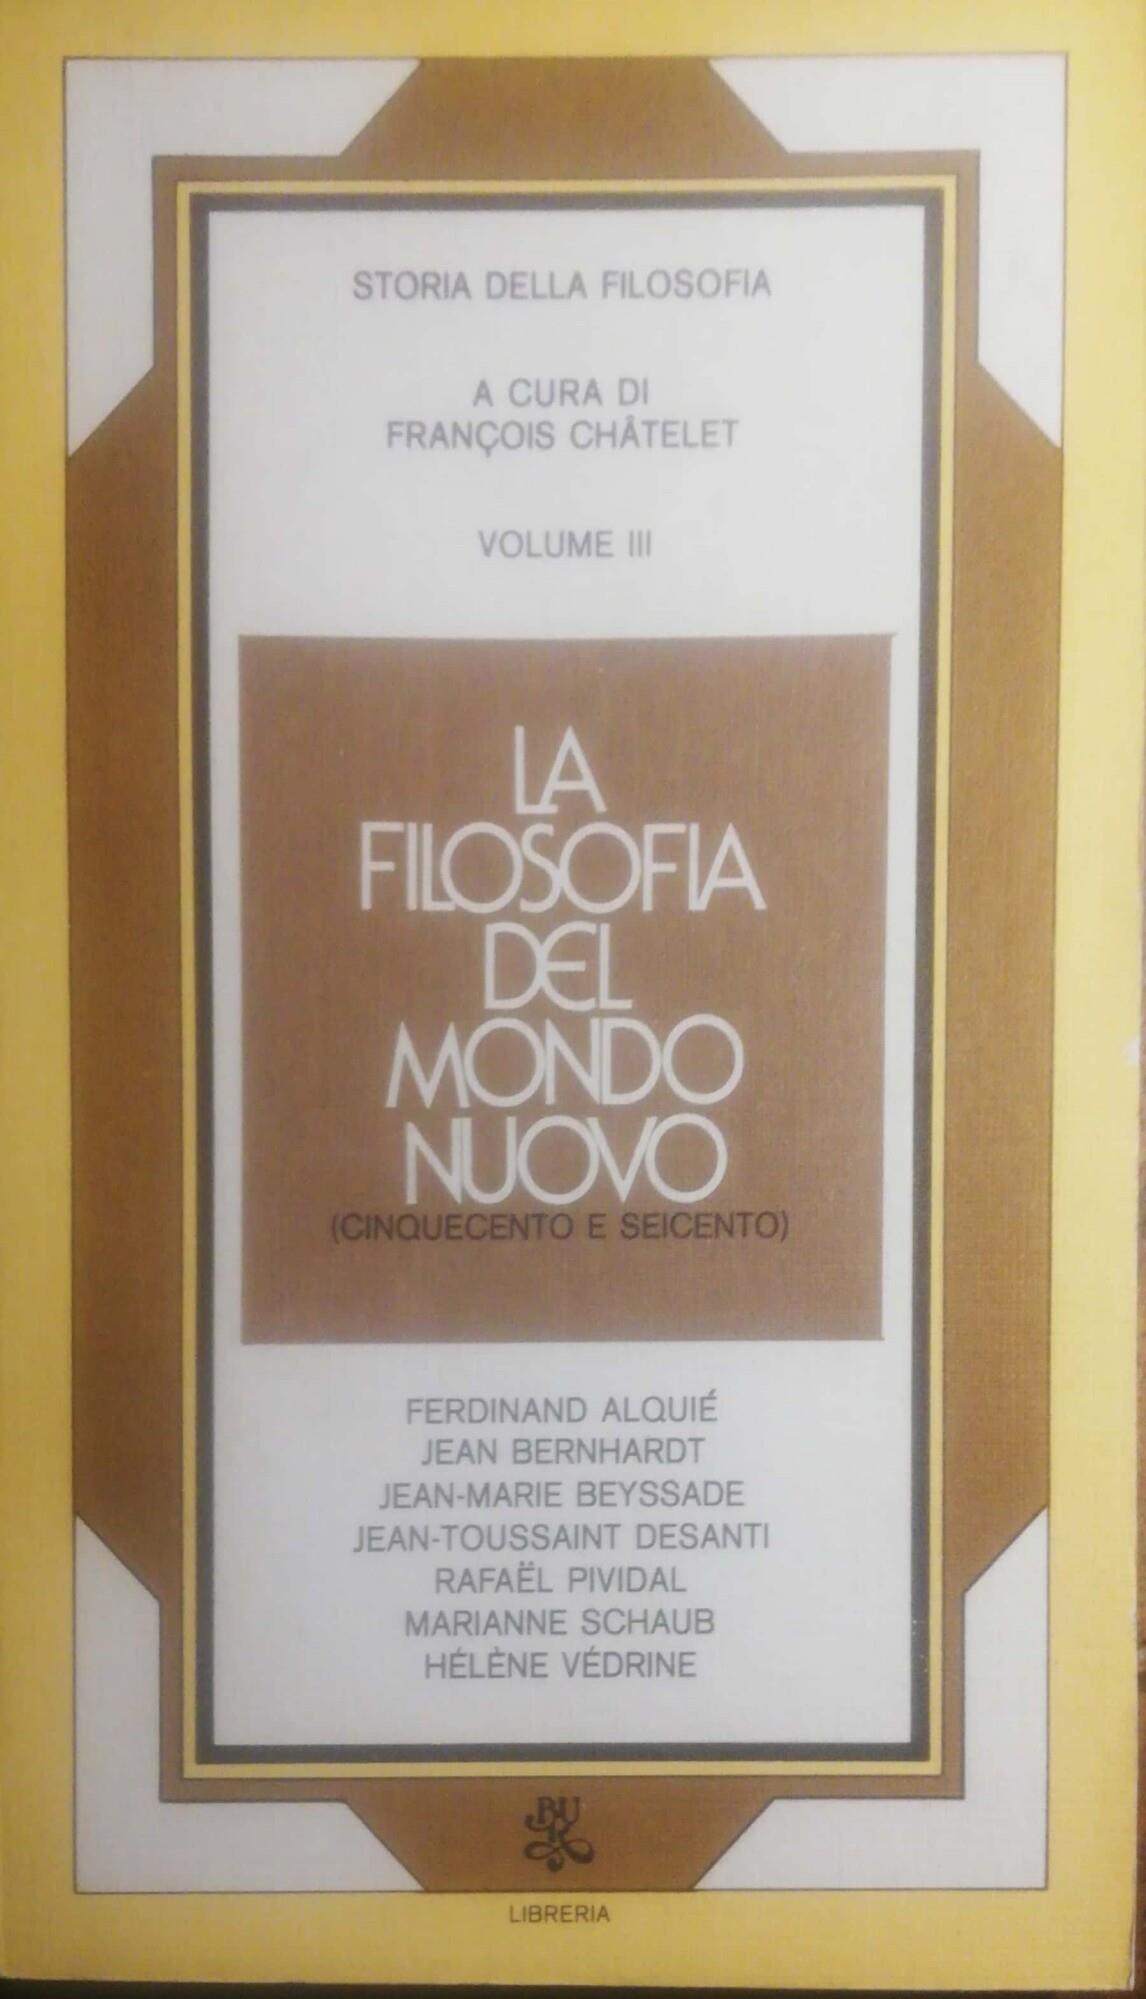 STORIA DELLA FILOSOFIA
A CURA DI
FRANÇOIS CHÂTELET
VOLUME III
LA
FILOSOFIA
DEL
MONDO
NUOVO
(CINQUECENTO E SEICENTO)
FERDINAND ALQUIÉ
JEAN BERNHARDT
JEAN-MARIE BEYSSADE
JEAN-TOUSSAINT DESANTI
RAFAËL PIVIDAL
MARIANNE SCHAUB
HÉLÈNE VÉDRINE
BUR
LIBRERIA